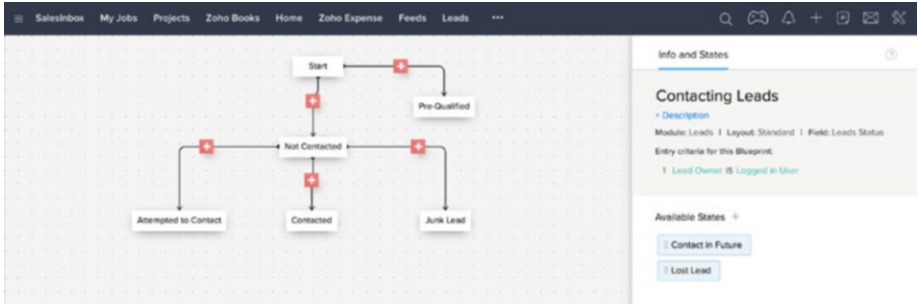 SalesInbox My Jobs Projects Zoho Books Home Zoho Expense Feeds Leads •••
Start
Pre-Qualified
Not Contacted
Attempted to Contact Contacted Junk Lead
Info and States
?
Contacting Leads
+ Description
Module: Leads | Layout: Standard | Field: Leads Status
Entry criteria for this Blueprint:
1 Lead Owner IS Logged in User
Available States +
Contact in Future
Lost Lead